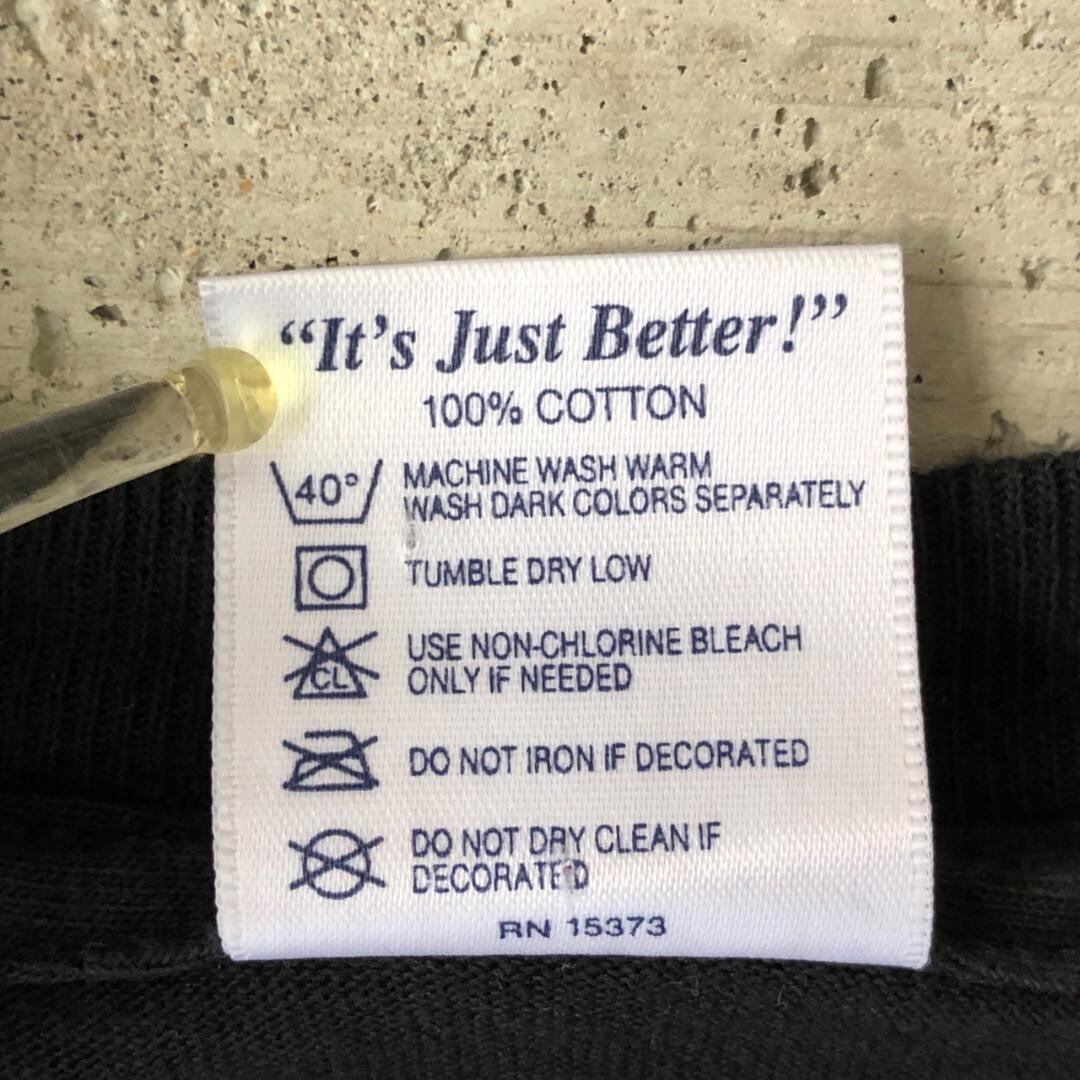 “It’s Just Better!”
100% COTTON
40°
MACHINE WASH WARM
WASH DARK COLORS SEPARATELY
TUMBLE DRY LOW
CL
USE NON-CHLORINE BLEACH
ONLY IF NEEDED
DO NOT IRON IF DECORATED
DO NOT DRY CLEAN IF
DECORATED
RN 15373